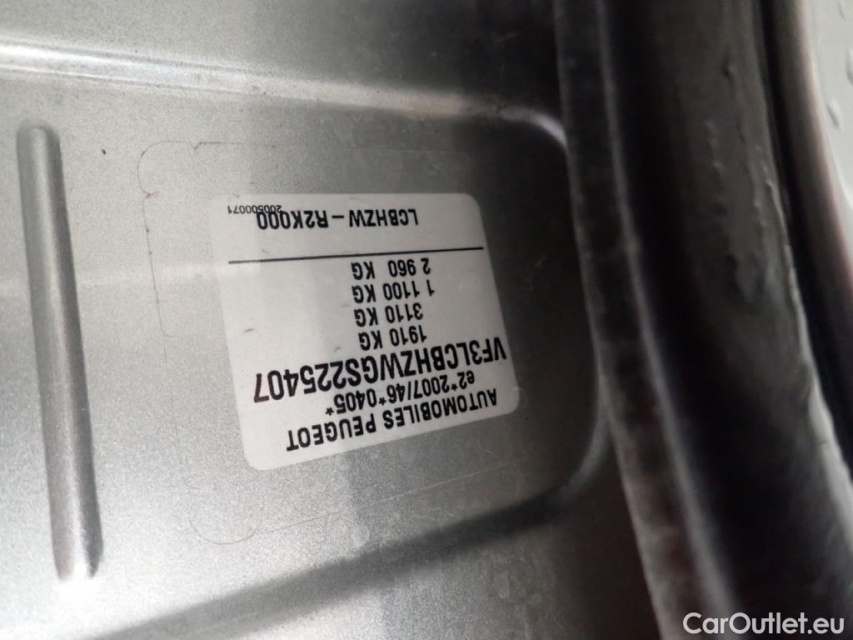 AUTOMOBILES PEUGEOT
e2*2007/46*0405*
VF3LCBHZWGS225407
1910 KG
3110 KG
1 1100 KG
2 960 KG
LCBHZW – R2K000
200500071
CarOutlet.eu